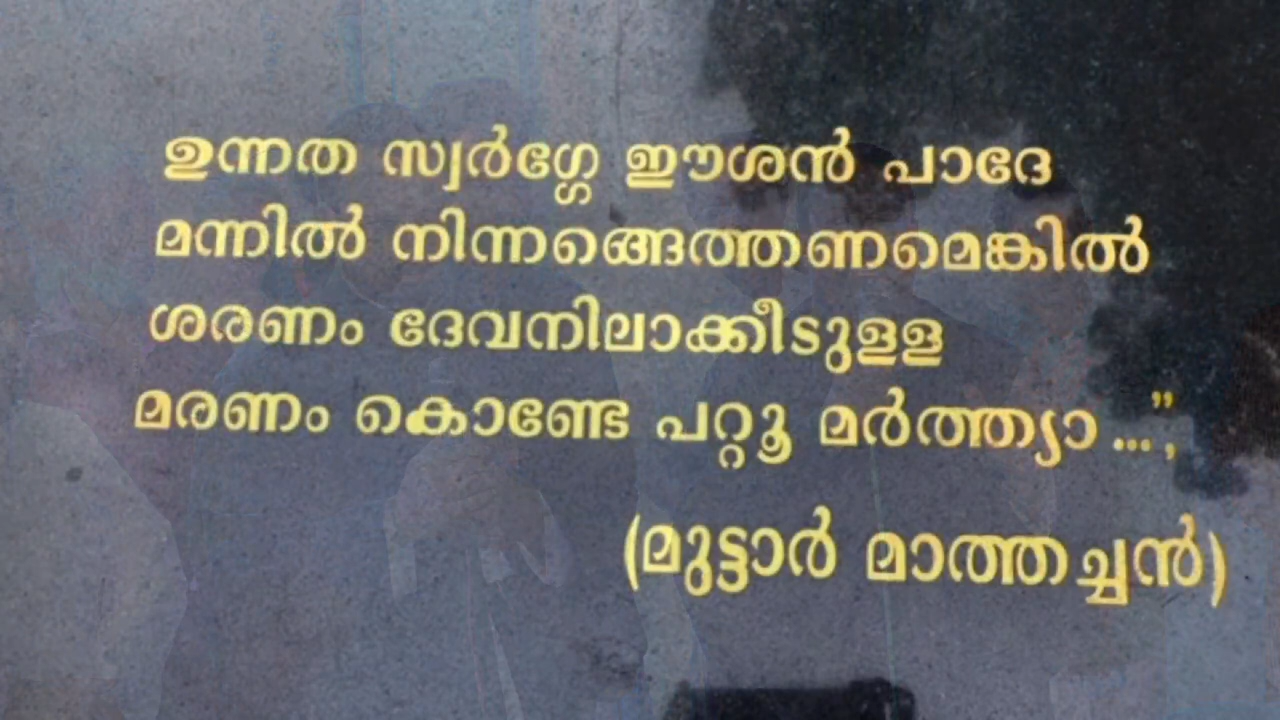 ഉന്നത സ്വർഗ്ഗേ ഈശൻ പാദേ
മന്നിൽ നിന്നങ്ങെത്തണമെങ്കിൽ
ശരണം ദേവനിലാക്കീടുള്ള
മരണം കൊണ്ടേ പറ്റൂ മർത്ത്യാ...”,
(മുട്ടാർ മാത്തച്ചൻ)